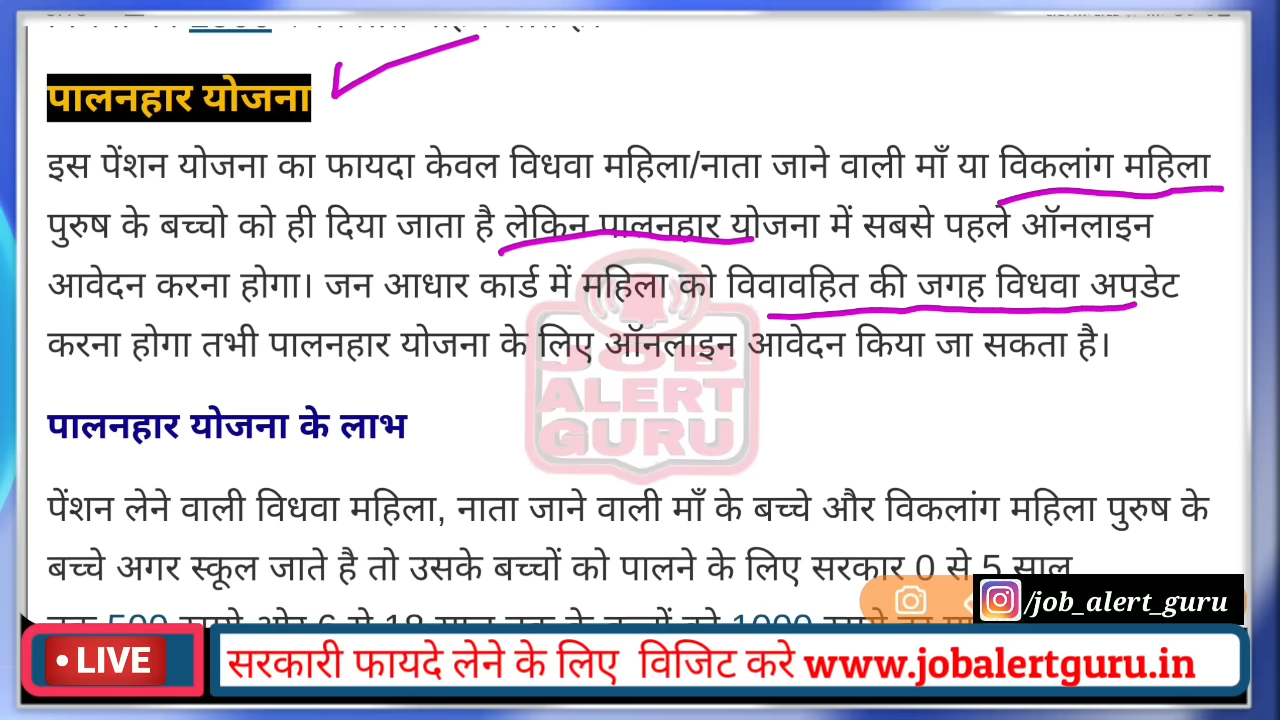 पालनहार योजना
इस पेंशन योजना का फायदा केवल विधवा महिला/नाता जाने वाली माँ या विकलांग महिला
पुरुष के बच्चो को ही दिया जाता है लेकिन पालनहार योजना में सबसे पहले ऑनलाइन
आवेदन करना होगा। जन आधार कार्ड में महिला को विवावहित की जगह विधवा अपडेट
करना होगा तभी पालनहार योजना के लिए ऑनलाइन आवेदन किया जा सकता है।
JOB
ALERT
GURU
पालनहार योजना के लाभ
पेंशन लेने वाली विधवा महिला, नाता जाने वाली माँ के बच्चे और विकलांग महिला पुरुष के
बच्चे अगर स्कूल जाते है तो उसके बच्चों को पालने के लिए सरकार 0 से 5 साल
/job_alert_guru
• LIVE
सरकारी फायदे लेने के लिए विजिट करे www.jobalertguru.in